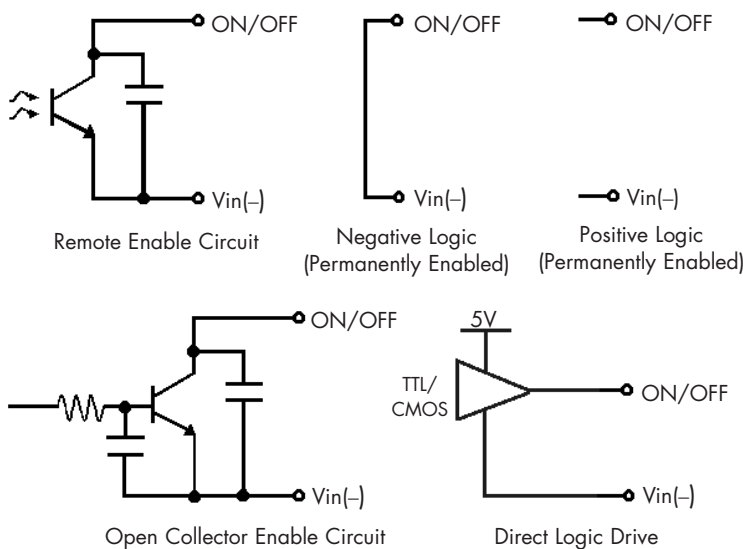 ON/OFF
Vin(–)
Remote Enable Circuit
ON/OFF
Vin(–)
Negative Logic
(Permanently Enabled)
ON/OFF
Vin(–)
Positive Logic
(Permanently Enabled)
ON/OFF
Vin(–)
Open Collector Enable Circuit
5V
TTL/
CMOS
ON/OFF
Vin(–)
Direct Logic Drive